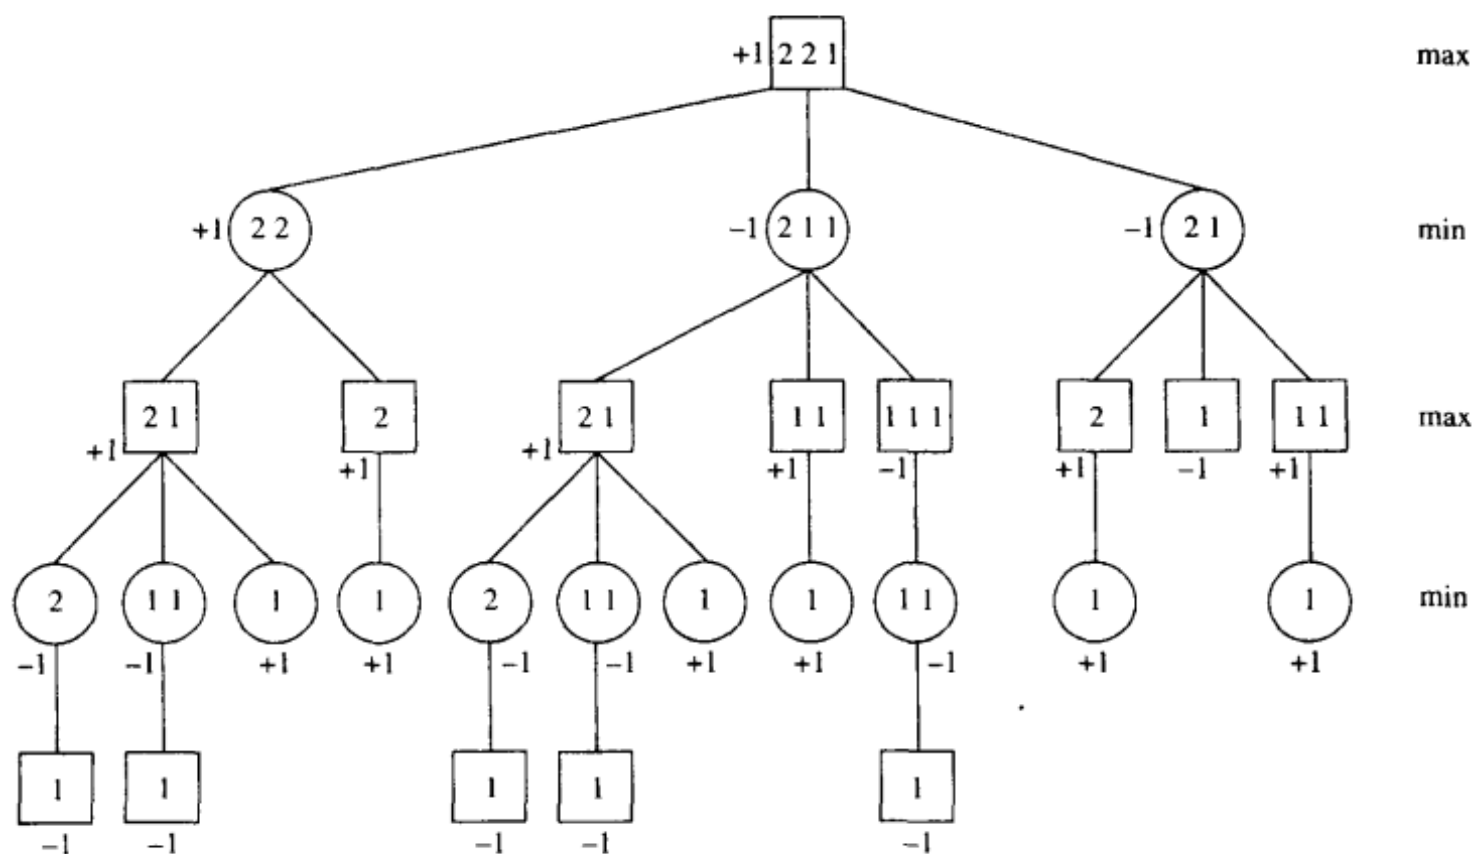 +1 2 2 1 max
+1 2 2 −1 2 1 1 −1 2 1 min
2 1 2 2 1 1 1 1 1 1 2 1 1 1 max
+1 +1 +1 +1 −1 +1 −1 +1
2 1 1 1 1 2 1 1 1 1 1 1 1 1 min
−1 −1 +1 +1 −1 −1 +1 +1 −1 +1 +1
1 1 1 1 1
−1 −1 −1 −1 −1